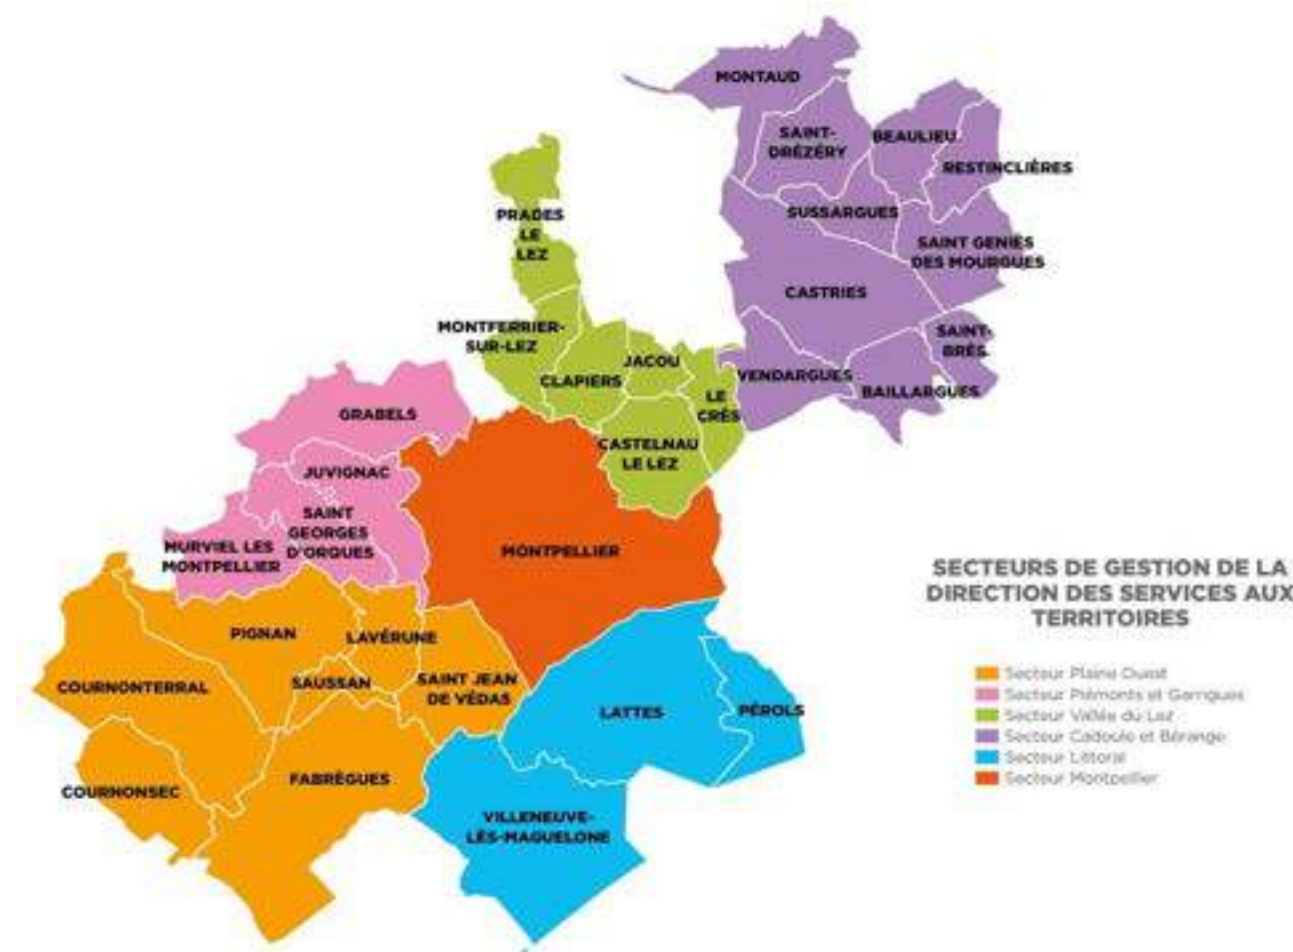 MONTAUD
SAINT-
DRÉZÉRY
BEAULIEU
RESTINCLIÈRES
SUSSARGUES
SAINT GENIES
DES MOURGUES
CASTRIES
SAINT-
BRÈS
VENDARGUES
BAILLARGUES
PRADES
LE
LEZ
MONTFERRIER-
SUR-LEZ
CLAPIERS
JACOU
LE
CRÈS
CASTELNAU
LE LEZ
GRABELS
JUVIGNAC
SAINT
GEORGES
D'ORQUES
MURVIEL LES
MONTPELLIER
MONTPELLIER
PIGNAN
LAVÉRUNE
COURNONTERRAL
SAUSSAN
SAINT JEAN
DE VÉDAS
LATTES
PÉROLS
COURNONSEC
FABRÈGUES
VILLENEUVE-
LÈS-MAGUELONE
SECTEURS DE GESTION DE LA
DIRECTION DES SERVICES AUX
TERRITOIRES
Secteur Plaine Ouest
Secteur Piémonts et Garrigues
Secteur Vallée du Lez
Secteur Cadoule et Bérange
Secteur Littoral
Secteur Montpellier